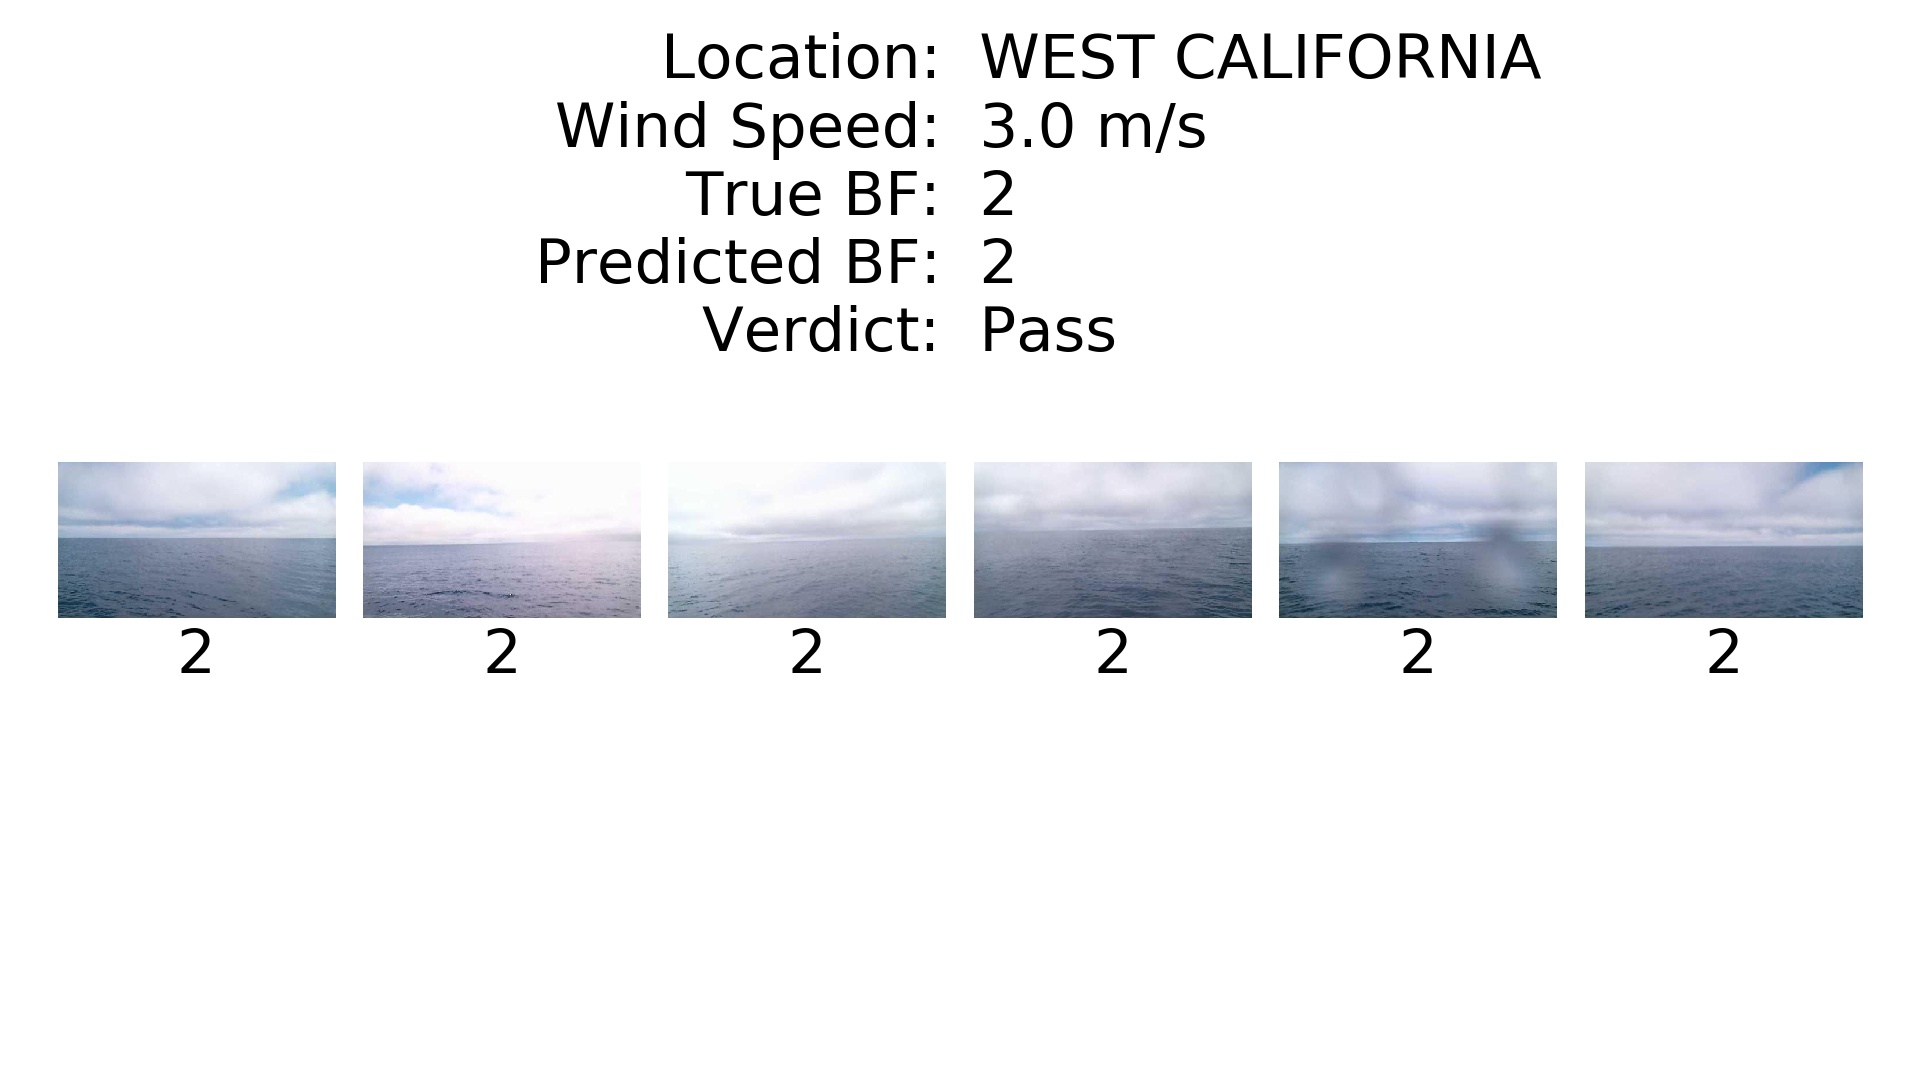 Location: WEST CALIFORNIA
Wind Speed: 3.0 m/s
True BF: 2
Predicted BF: 2
Verdict: Pass
2 2 2 2 2 2